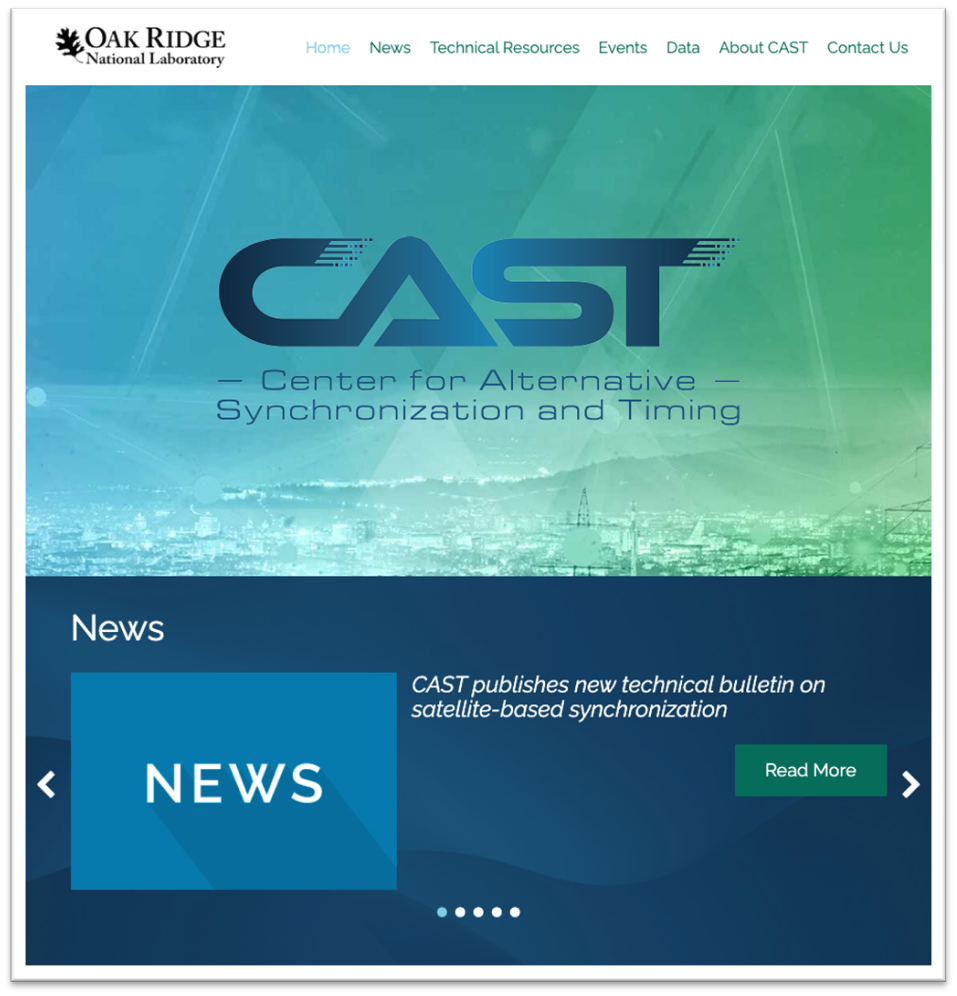 OAK RIDGE
National Laboratory
Home News Technical Resources Events Data About CAST Contact Us
CAST
— Center for Alternative —
Synchronization and Timing
News
NEWS
CAST publishes new technical bulletin on
satellite-based synchronization
Read More